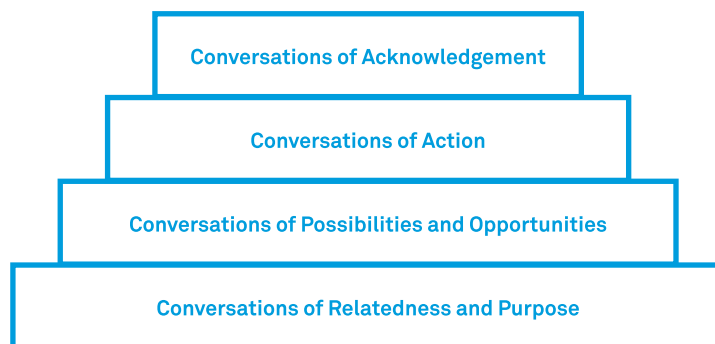 Conversations of Acknowledgement
Conversations of Action
Conversations of Possibilities and Opportunities
Conversations of Relatedness and Purpose